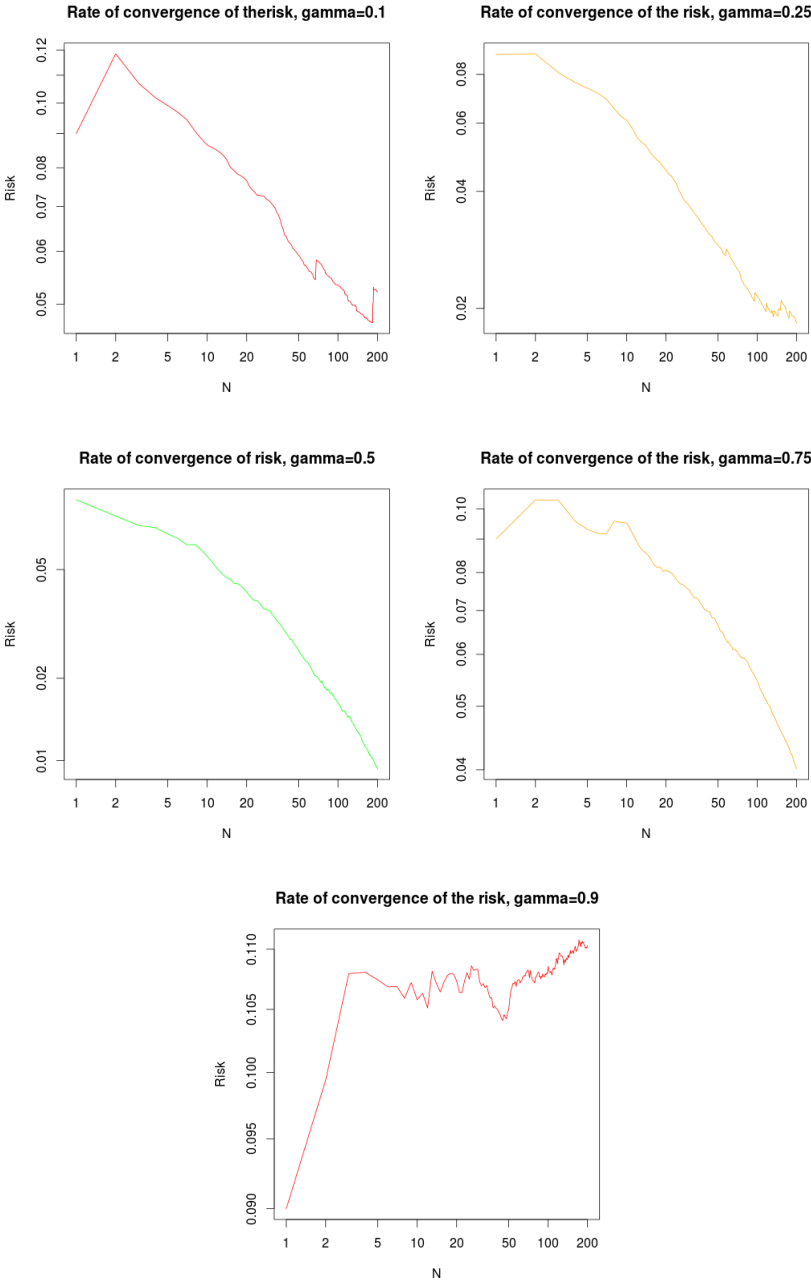 Rate of convergence of therisk, gamma=0.1
Risk
0.12
0.10
0.08
0.07
0.06
0.05
1 2 5 10 20 50 100 200
N
Rate of convergence of the risk, gamma=0.25
Risk
0.08
0.06
0.04
0.02
1 2 5 10 20 50 100 200
N
Rate of convergence of risk, gamma=0.5
Risk
0.05
0.02
0.01
1 2 5 10 20 50 100 200
N
Rate of convergence of the risk, gamma=0.75
Risk
0.10
0.08
0.07
0.06
0.05
0.04
1 2 5 10 20 50 100 200
N
Rate of convergence of the risk, gamma=0.9
Risk
0.110
0.105
0.100
0.095
0.090
1 2 5 10 20 50 100 200
N